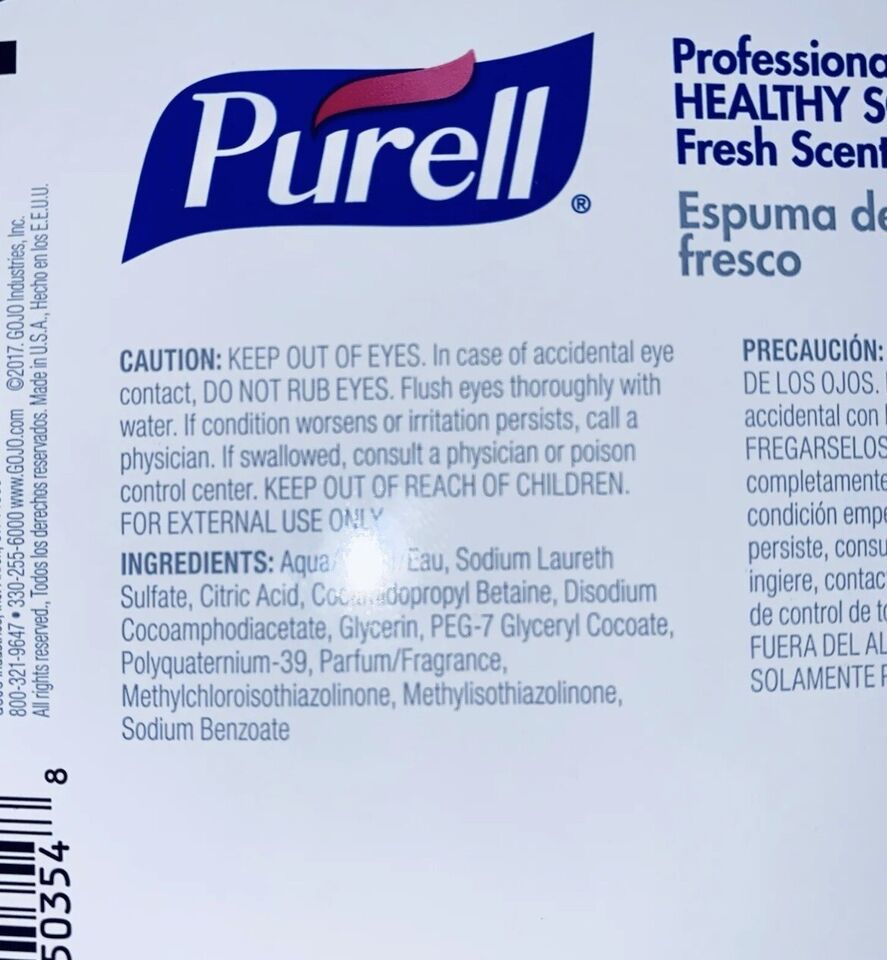 Purell®
Professiona
HEALTHY S
Fresh Scent
Espuma de
fresco
CAUTION: KEEP OUT OF EYES. In case of accidental eye
contact, DO NOT RUB EYES. Flush eyes thoroughly with
water. If condition worsens or irritation persists, call a
physician. If swallowed, consult a physician or poison
control center. KEEP OUT OF REACH OF CHILDREN.
FOR EXTERNAL USE ONLY
INGREDIENTS: Aqua/ /Eau, Sodium Laureth
Sulfate, Citric Acid, Cocamidopropyl Betaine, Disodium
Cocoamphodiacetate, Glycerin, PEG-7 Glyceryl Cocoate,
Polyquaternium-39, Parfum/Fragrance,
Methylchloroisothiazolinone, Methylisothiazolinone,
Sodium Benzoate
PRECAUCIÓN:
DE LOS OJOS.
accidental con
FREGARSELOS
completamente
condición empe
persiste, consu
ingiere, contac
de control de to
FUERA DEL AL
SOLAMENTE P
800-321-9647 • 330-255-6000 www.GOJO.com ©2017. GOJO Industries, Inc.
All rights reserved., Todos los derechos reservados. Made in U.S.A., Hecho en los E.E.U.U.
50354 8